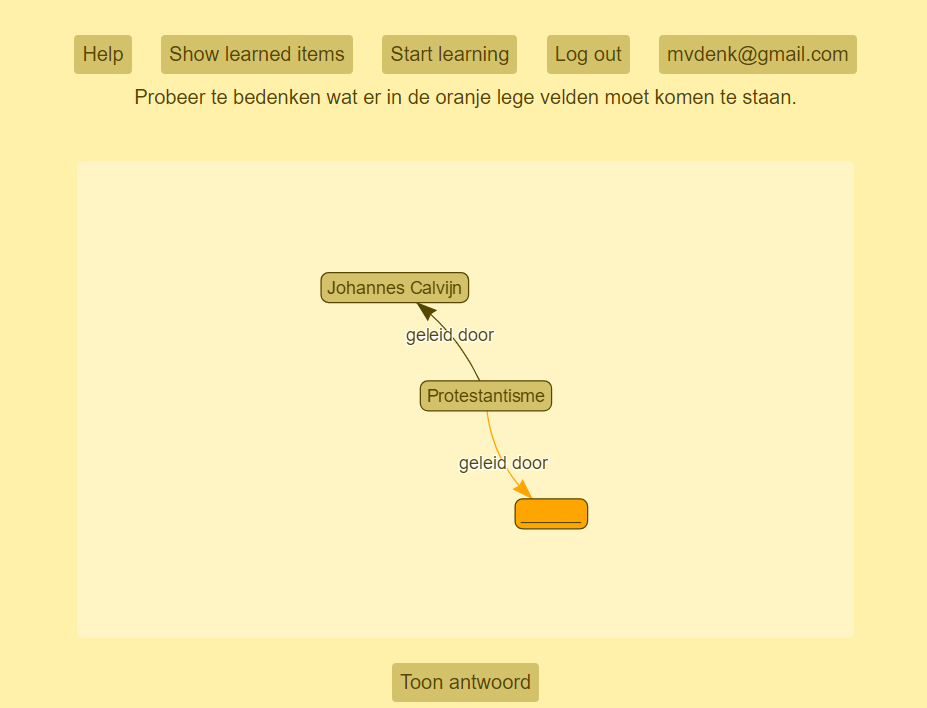 Help Show learned items Start learning Log out mvdenk@gmail.com
Probeer te bedenken wat er in de oranje lege velden moet komen te staan.
Johannes Calvijn
geleid door
Protestantisme
geleid door
______
Toon antwoord